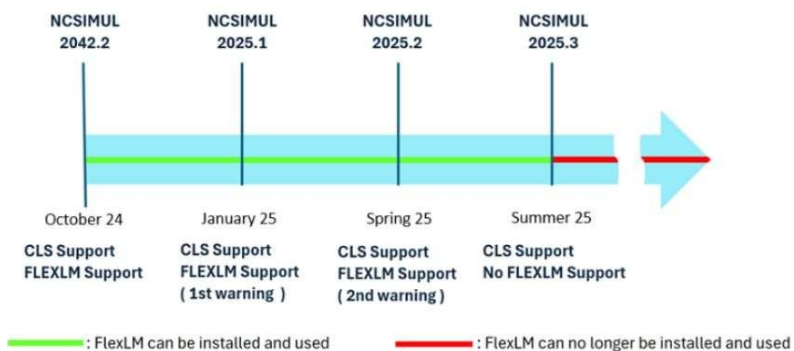 NCSIMUL
2042.2
NCSIMUL
2025.1
NCSIMUL
2025.2
NCSIMUL
2025.3
October 24
January 25
Spring 25
Summer 25
CLS Support
FLEXLM Support
CLS Support
FLEXLM Support
( 1st warning )
CLS Support
FLEXLM Support
(2nd warning )
CLS Support
No FLEXLM Support
: FlexLM can be installed and used
: FlexLM can no longer be installed and used